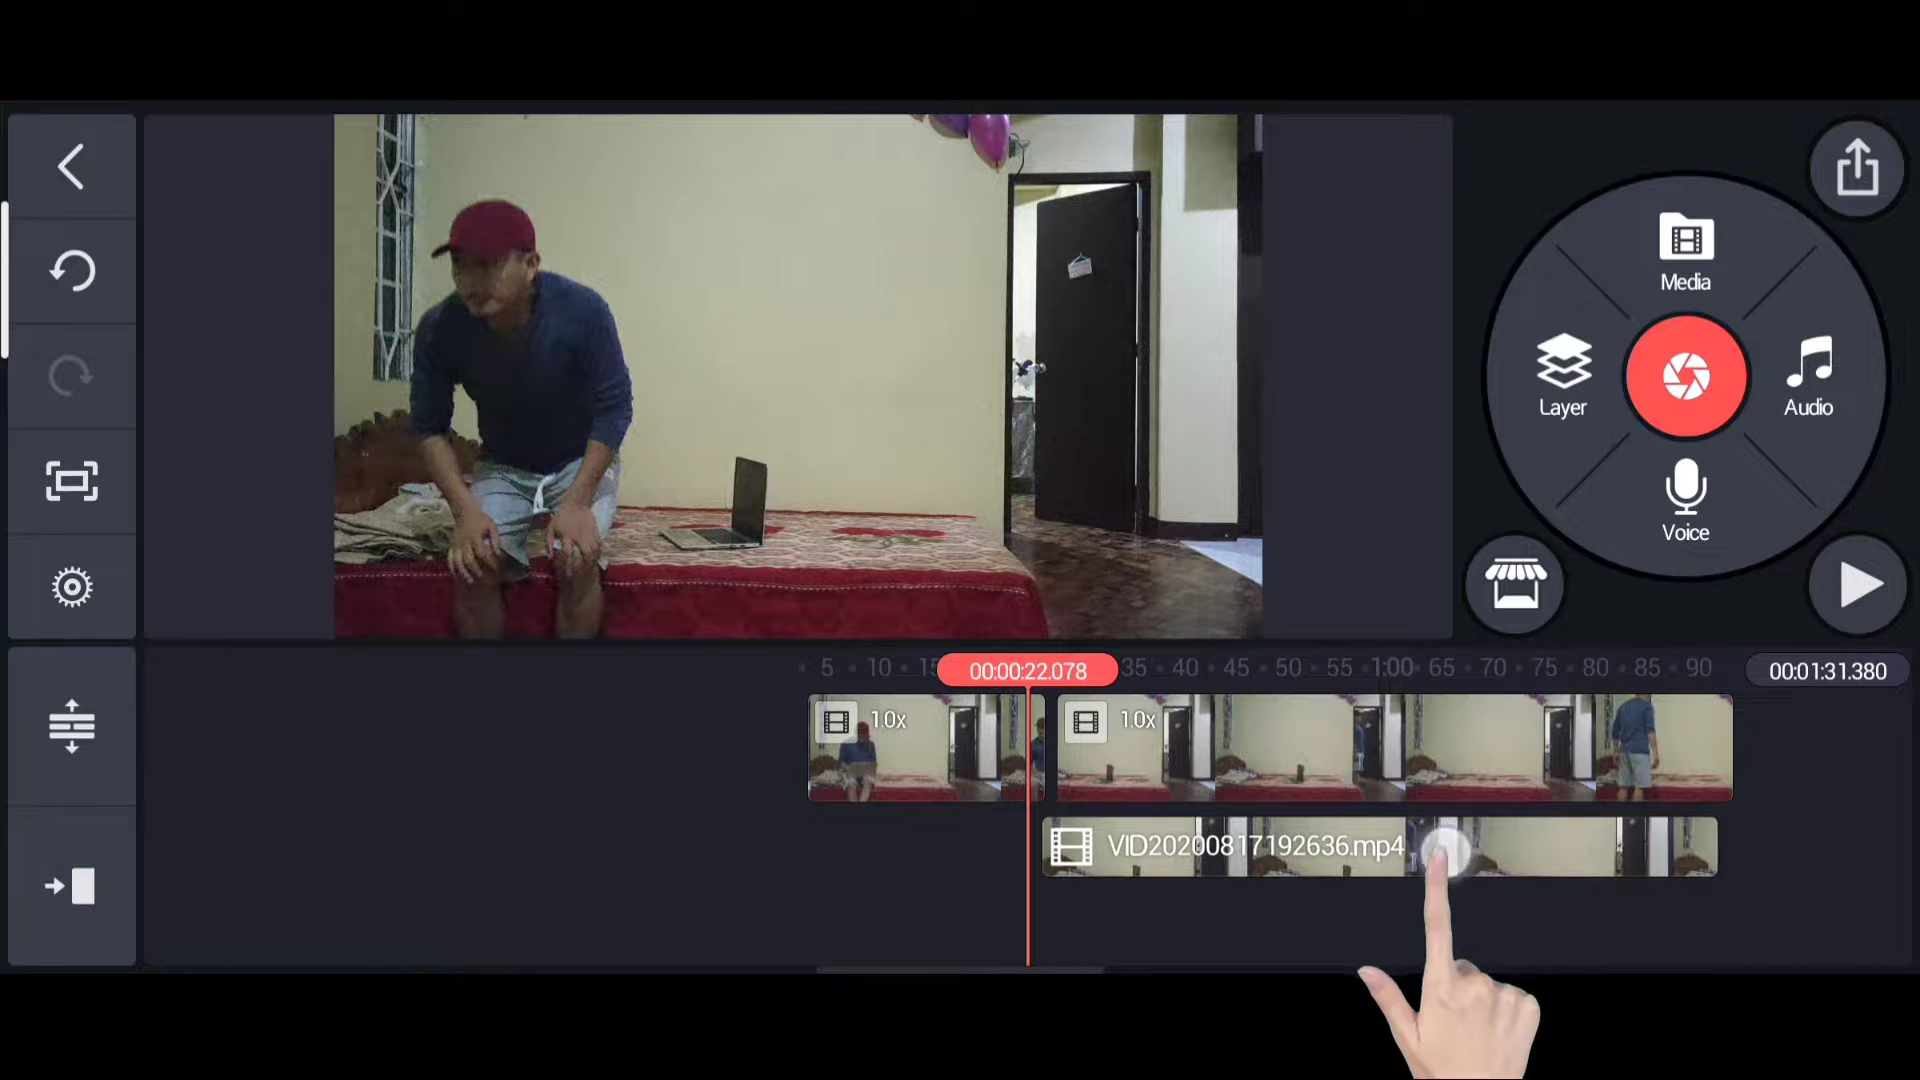 Media
Layer
Audio
Voice
5 10 15
00:00:22.078
35 40 45 50 55 1:00 65 70 75 80 85 90
00:01:31.380
1.0x
1.0x
VID20200817192636.mp4